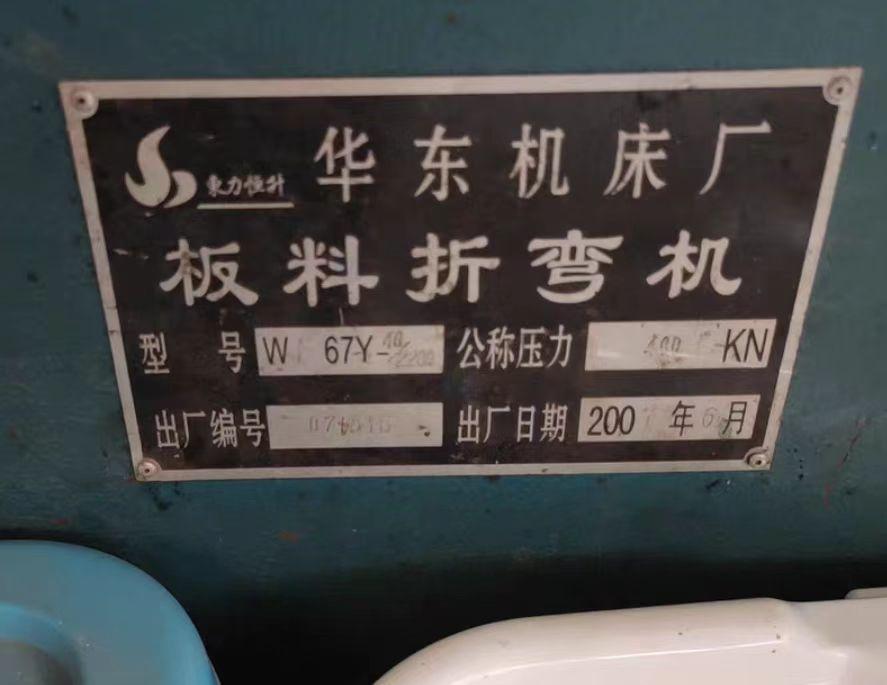 東力恒升 华东机床厂
板料折弯机
型号 W 67Y-40/2200 公称压力 400 KN
出厂编号 出厂日期 200 年6月